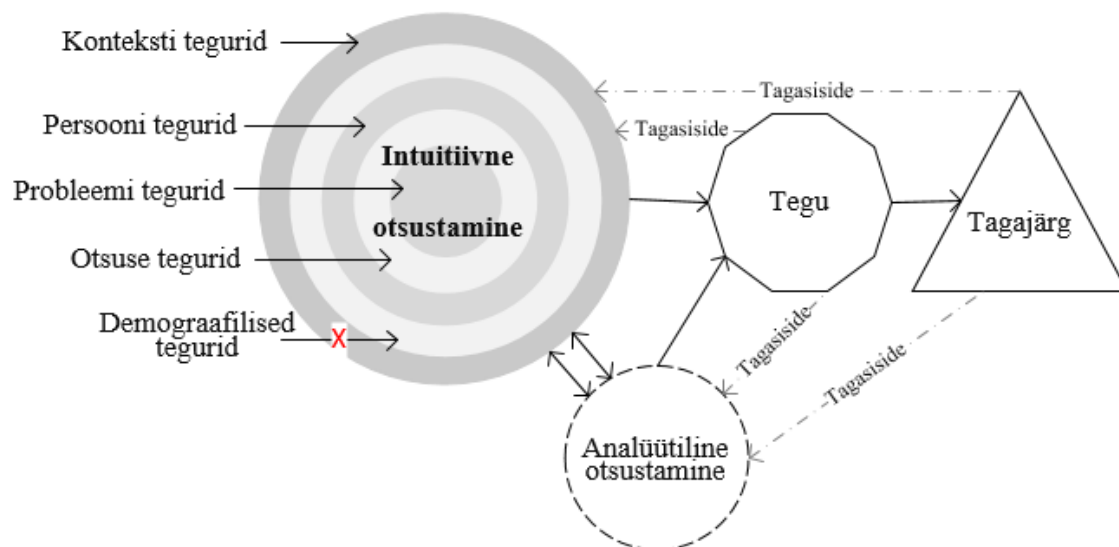 Konteksti tegurid
Persooni tegurid
Probleemi tegurid
Otsuse tegurid
Demograafilised
tegurid
X
Intuitiivne
otsustamine
Tagasiside
Tagasiside
Tegu
Tagajärg
Tagasiside
Tagasiside
Analüütiline
otsustamine